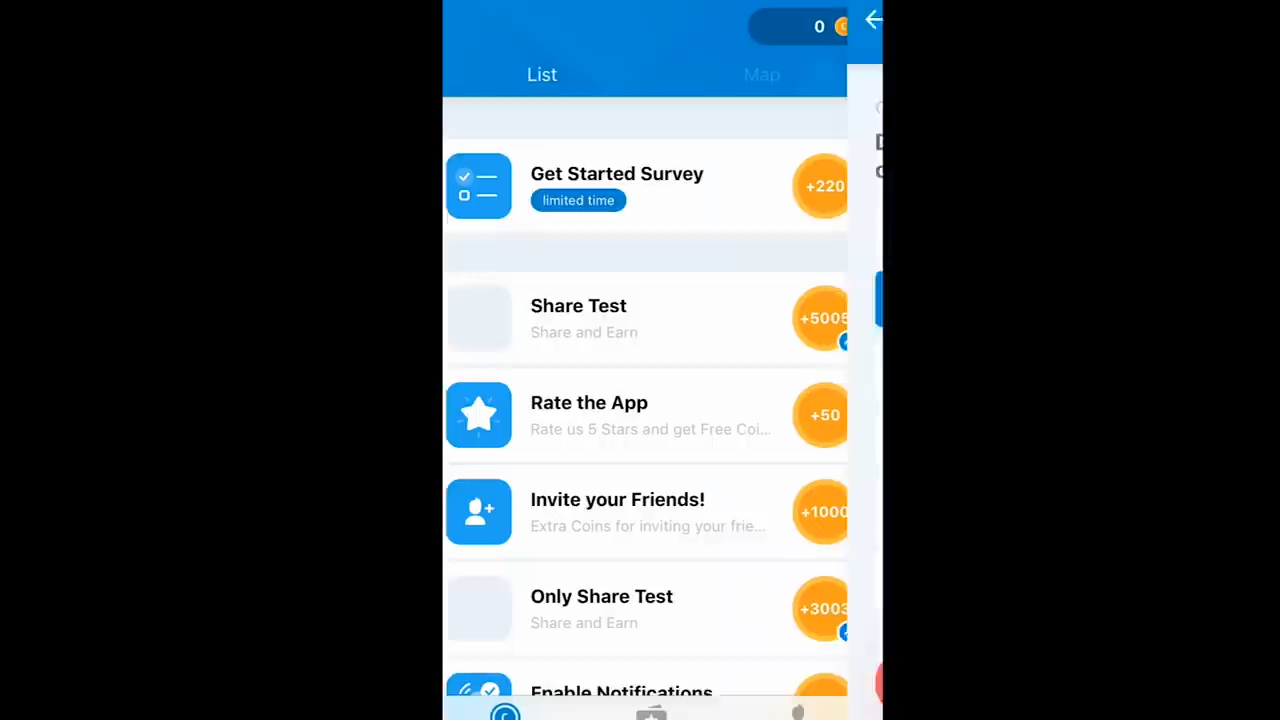 0
List
Map
Get Started Survey
limited time
+220
Share Test
Share and Earn
+5005
Rate the App
Rate us 5 Stars and get Free Coi...
+50
Invite your Friends!
Extra Coins for inviting your frie...
+1000
Only Share Test
Share and Earn
+3003
Enable Notifications